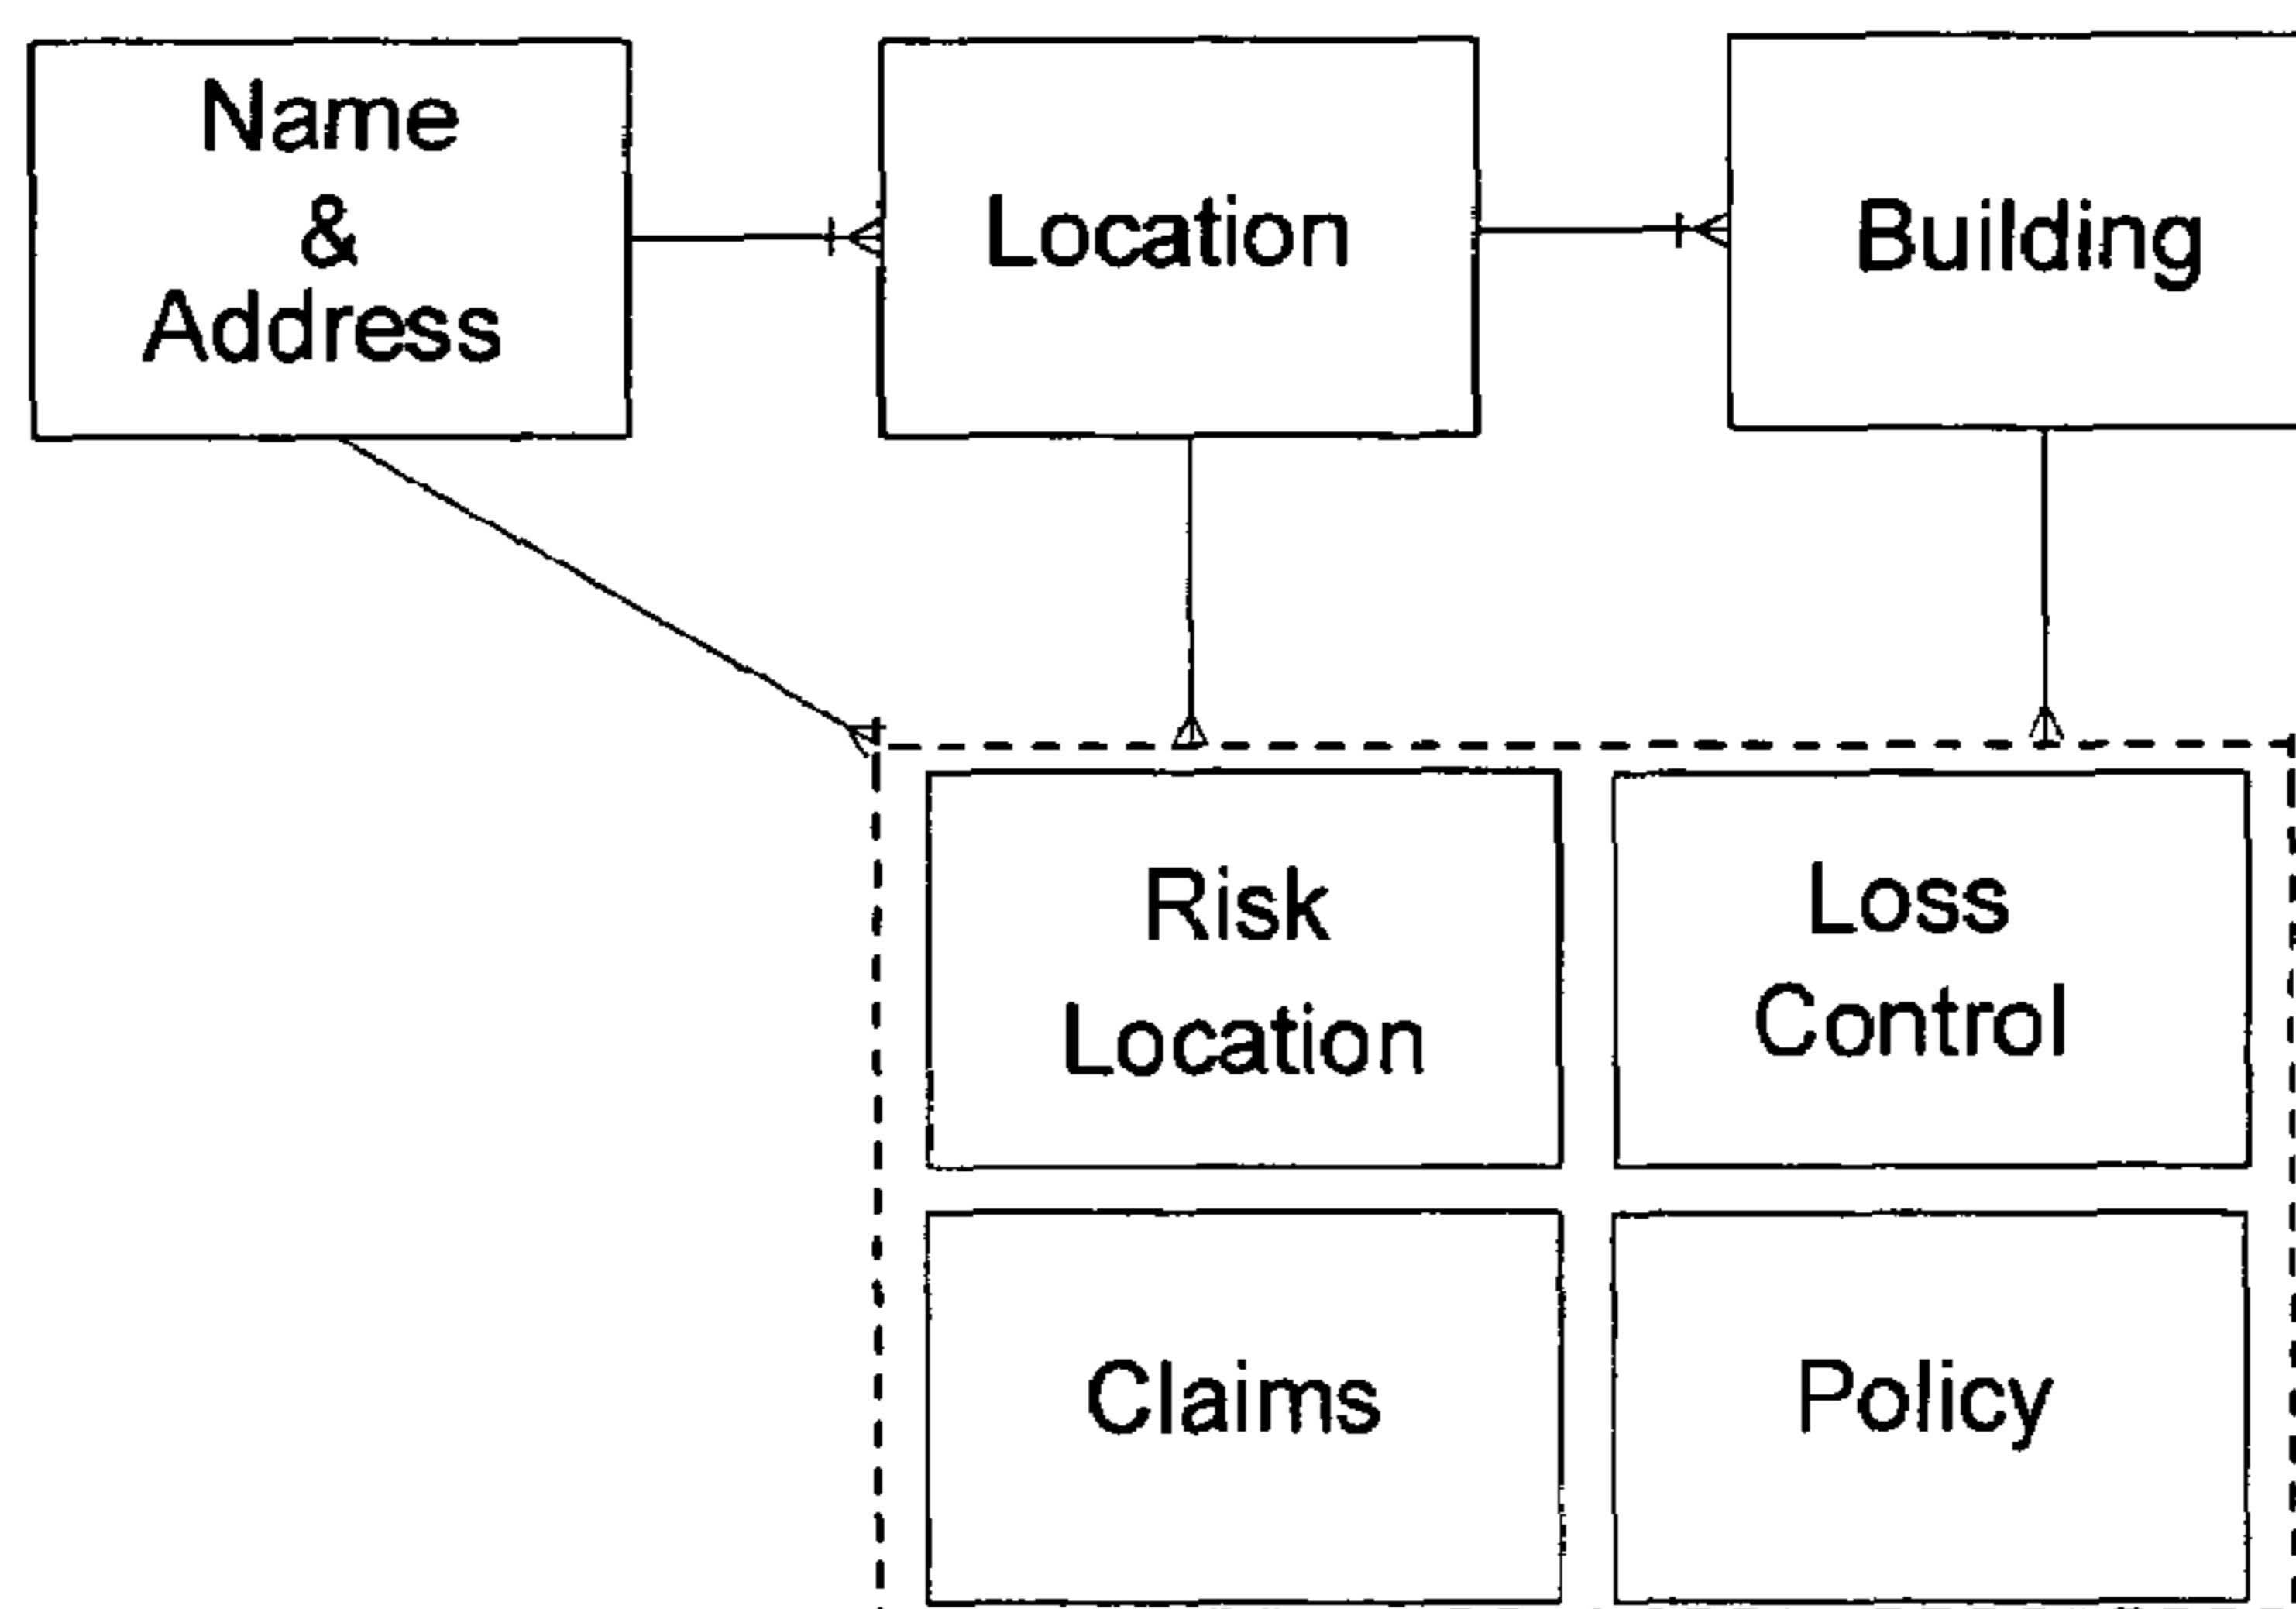 Name
&
Address
Location
Building
Risk
Location
Loss
Control
Claims
Policy